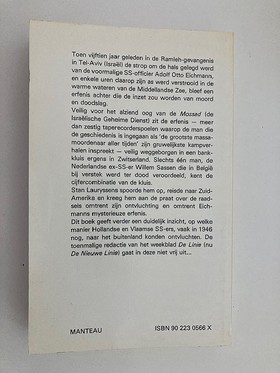 Toen vijftien jaar geleden in de Ramleh-gevangenis
in Tel-Aviv (Israël) de strop om de hals gelegd werd
van de voormalige SS-officier Adolf Otto Eichmann,
en enkele uren daarop zijn as werd verstrooid in de
warme wateren van de Middellandse Zee, bleef een
erfenis achter die de inzet zou worden van moord
en doodslag.
Veilig voor het alziend oog van de Mossad (de
Israëlische Geheime Dienst) zit de erfenis — meer
dan zestig taperecorderspoelen waarop de man die
de geschiedenis is ingegaan als 'de grootste massa-
moordenaar aller tijden' zijn gruwelijkste kampver-
halen inspreekt — veilig weggeborgen in een bank-
kluis ergens in Zwitserland. Slechts één man, de
Nederlandse ex-SS-er Willem Sassen die in België
bij verstek werd ter dood veroordeeld, kent de
cijfercombinatie van de kluis.
Stan Lauryssens spoorde hem op, reisde naar Zuid-
Amerika en kreeg hem aan de praat over de raad-
sels omtrent zijn ontvluchting en omtrent Eich-
manns mysterieuze erfenis.
Dit boek geeft verder een duidelijk inzicht, op welke
manier Hollandse en Vlaamse SS-ers, vast in 1946
nog, naar het buitenland konden ontvluchten. De
toenmalige redactie van het weekblad De Linie (nu
De Nieuwe Linie) gaat in deze niet vrij uit...
MANTEAU
ISBN 90 223 0566 X